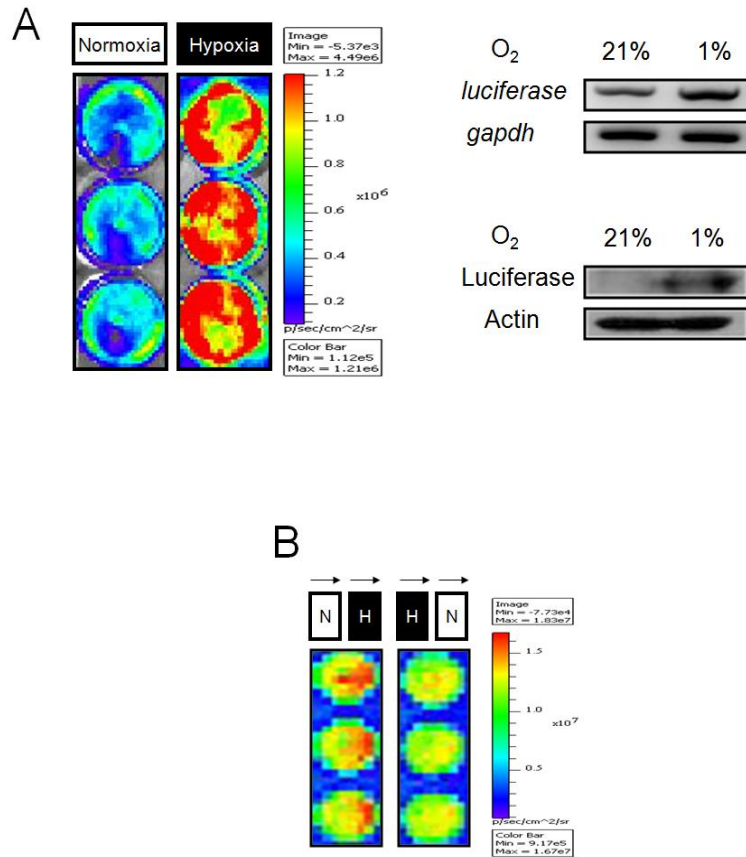 A
Normoxia
Hypoxia
Image
Min = -5.37e3
Max = 4.49e6
1.2
1.0
0.8
x10^6
0.6
0.4
0.2
p/sec/cm^2/sr
Color Bar
Min = 1.12e5
Max = 1.21e6
O2 21% 1%
luciferase
gapdh
O2 21% 1%
Luciferase
Actin
B
→ → → →
N H H N
Image
Min = -7.73e4
Max = 1.83e7
1.5
1.0
x10^7
0.5
p/sec/cm^2/sr
Color Bar
Min = 9.17e5
Max = 1.67e7